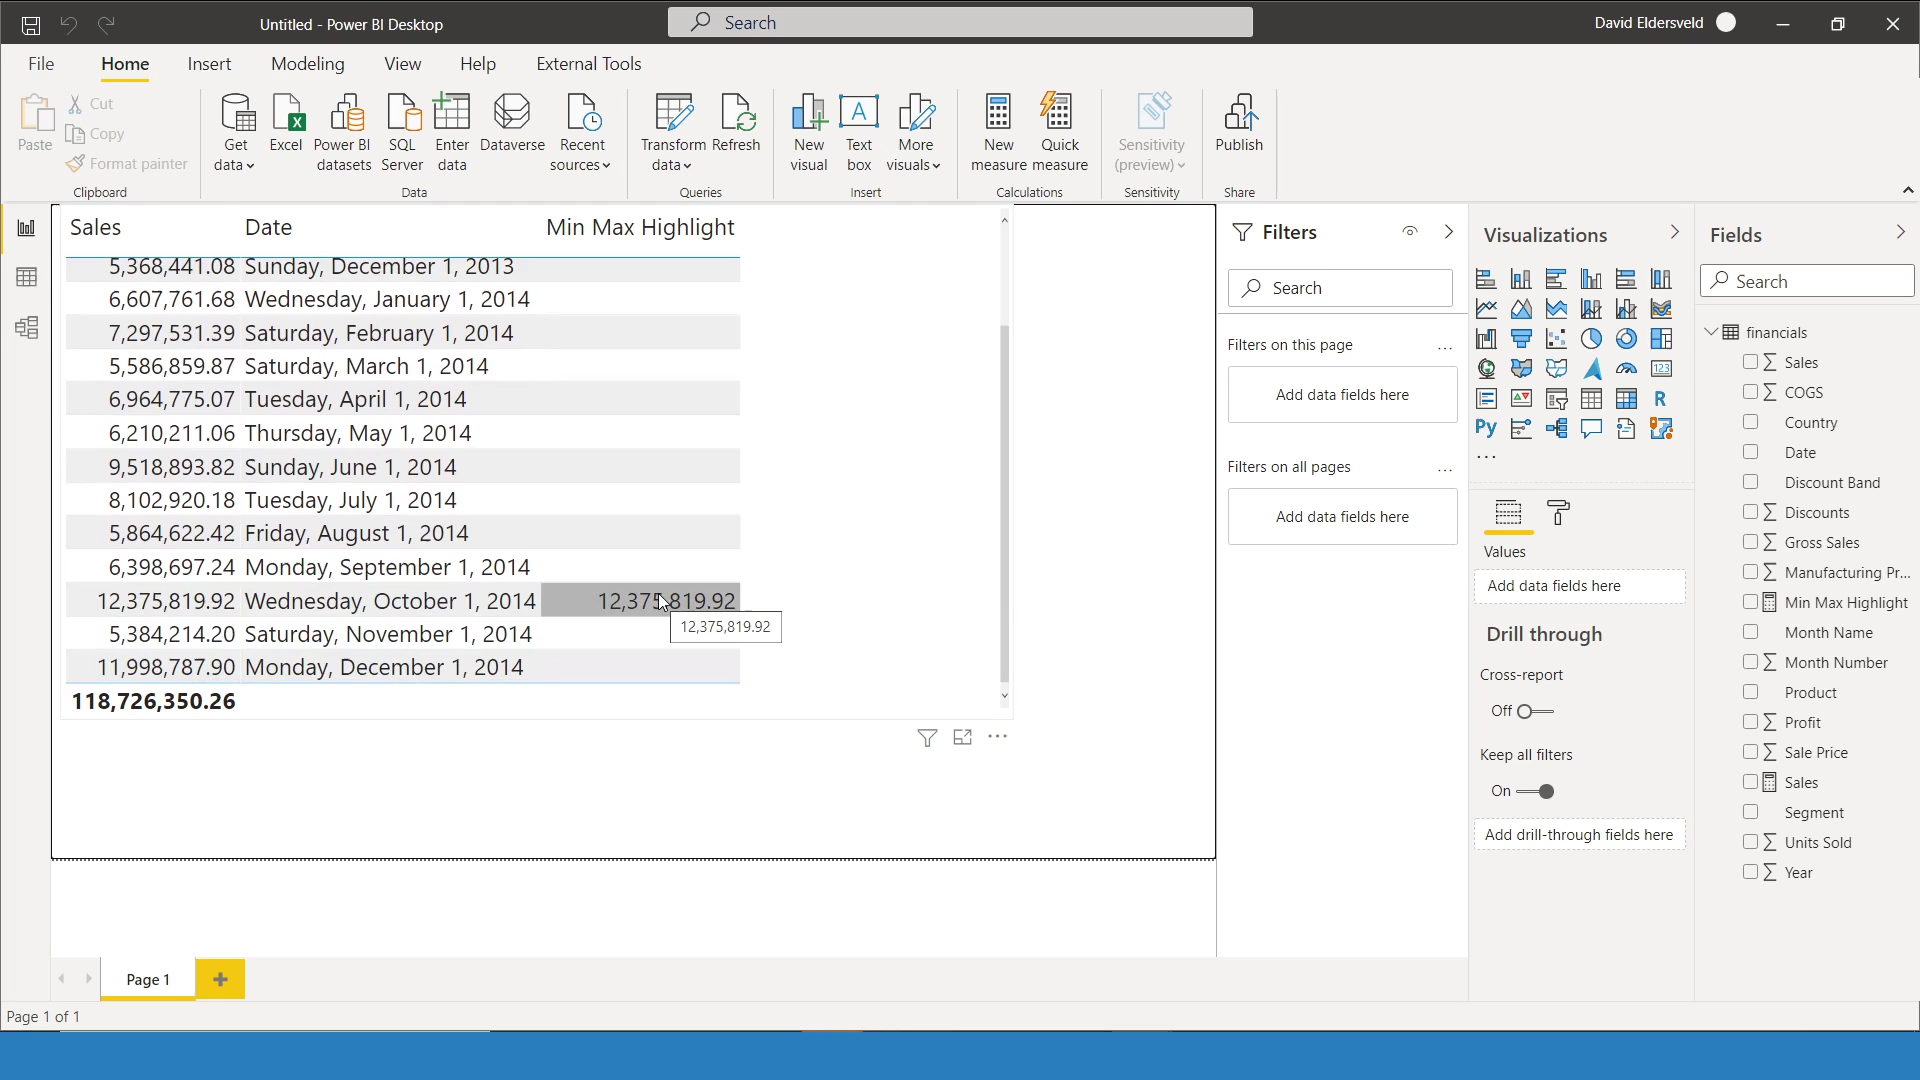 Untitled - Power BI Desktop
Search
David Eldersveld
File Home Insert Modeling View Help External Tools
Paste
Cut
Copy
Format painter
Clipboard
Get data
Excel
Power BI datasets
SQL Server
Enter data
Dataverse
Recent sources
Data
Transform data
Refresh
Queries
New visual
Text box
More visuals
Insert
New measure
Quick measure
Calculations
Sensitivity (preview)
Sensitivity
Publish
Share
Sales Date Min Max Highlight
5,368,441.08 Sunday, December 1, 2013
6,607,761.68 Wednesday, January 1, 2014
7,297,531.39 Saturday, February 1, 2014
5,586,859.87 Saturday, March 1, 2014
6,964,775.07 Tuesday, April 1, 2014
6,210,211.06 Thursday, May 1, 2014
9,518,893.82 Sunday, June 1, 2014
8,102,920.18 Tuesday, July 1, 2014
5,864,622.42 Friday, August 1, 2014
6,398,697.24 Monday, September 1, 2014
12,375,819.92 Wednesday, October 1, 2014 12,375,819.92
12,375,819.92
5,384,214.20 Saturday, November 1, 2014
11,998,787.90 Monday, December 1, 2014
118,726,350.26
Filters
Search
Filters on this page ...
Add data fields here
Filters on all pages ...
Add data fields here
Visualizations
123
R
Py
...
Values
Add data fields here
Drill through
Cross-report
Off
Keep all filters
On
Add drill-through fields here
Fields
Search
financials
Sales
COGS
Country
Date
Discount Band
Discounts
Gross Sales
Manufacturing Pr...
Min Max Highlight
Month Name
Month Number
Product
Profit
Sale Price
Sales
Segment
Units Sold
Year
Page 1
Page 1 of 1